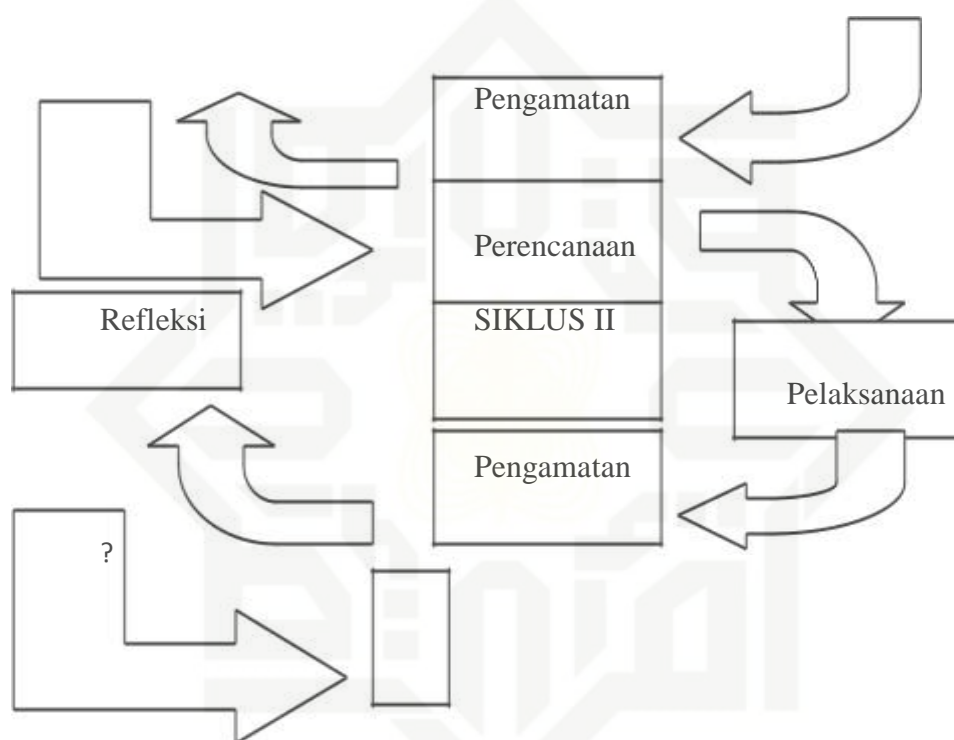 Pengamatan
Perencanaan
Refleksi
SIKLUS II
Pelaksanaan
Pengamatan
?